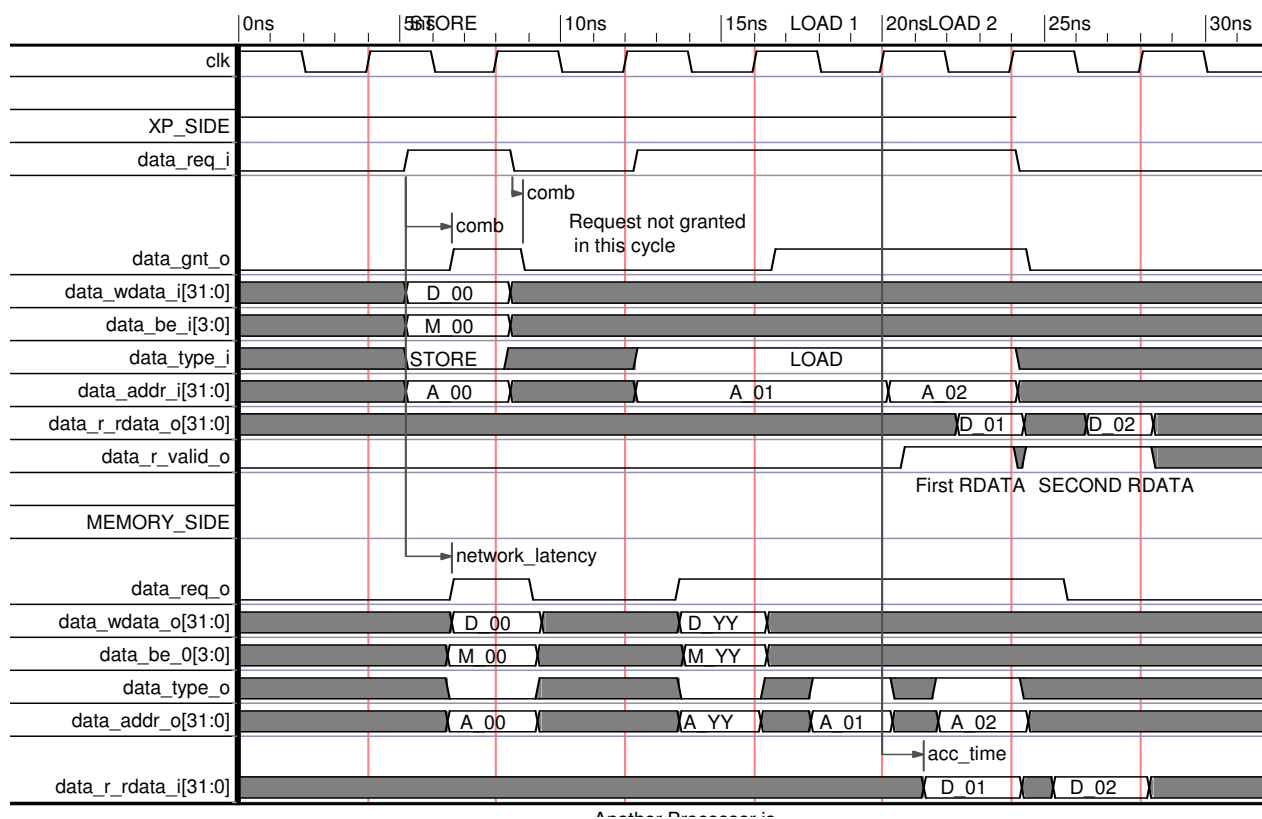 0ns 5ns STORE 10ns 15ns LOAD 1 20ns LOAD 2 25ns 30ns
clk
XP_SIDE
data_req_i
comb
comb
Request not granted
in this cycle
data_gnt_o
data_wdata_i[31:0] D_00
data_be_i[3:0] M_00
data_type_i STORE LOAD
data_addr_i[31:0] A_00 A_01 A_02
data_r_rdata_o[31:0] D_01 D_02
data_r_valid_o
First RDATA SECOND RDATA
MEMORY_SIDE
network_latency
data_req_o
data_wdata_o[31:0] D_00 D_YY
data_be_0[3:0] M_00 M_YY
data_type_o
data_addr_o[31:0] A_00 A_YY A_01 A_02
acc_time
data_r_rdata_i[31:0] D_01 D_02
Another Processor is